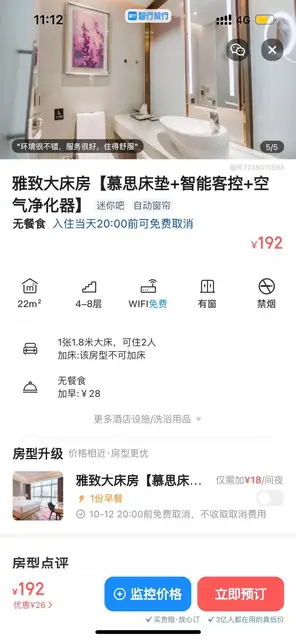 11:12
智行旅行
4G
"环境很不错，服务很好，住得舒服"
5/5
雅致大床房【慕思床垫+智能客控+空
气净化器】 迷你吧 自动窗帘
无餐食 入住当天20:00前可免费取消
¥192
22m²
4-8层
WIFI免费
有窗
禁烟
1张1.8米大床，可住2人
加床:该房型不可加床
无餐食
加早: ¥28
更多酒店设施/洗浴用品
房型升级 价格相近·房型更优
雅致大床房【慕思床... 仅需加¥18/间夜
1份早餐
10-12 20:00前免费取消，不收取取消费用
房型点评
¥192
优惠¥26 >
监控价格
立即预订
买贵赔·放心订
3亿人都在用的真低价